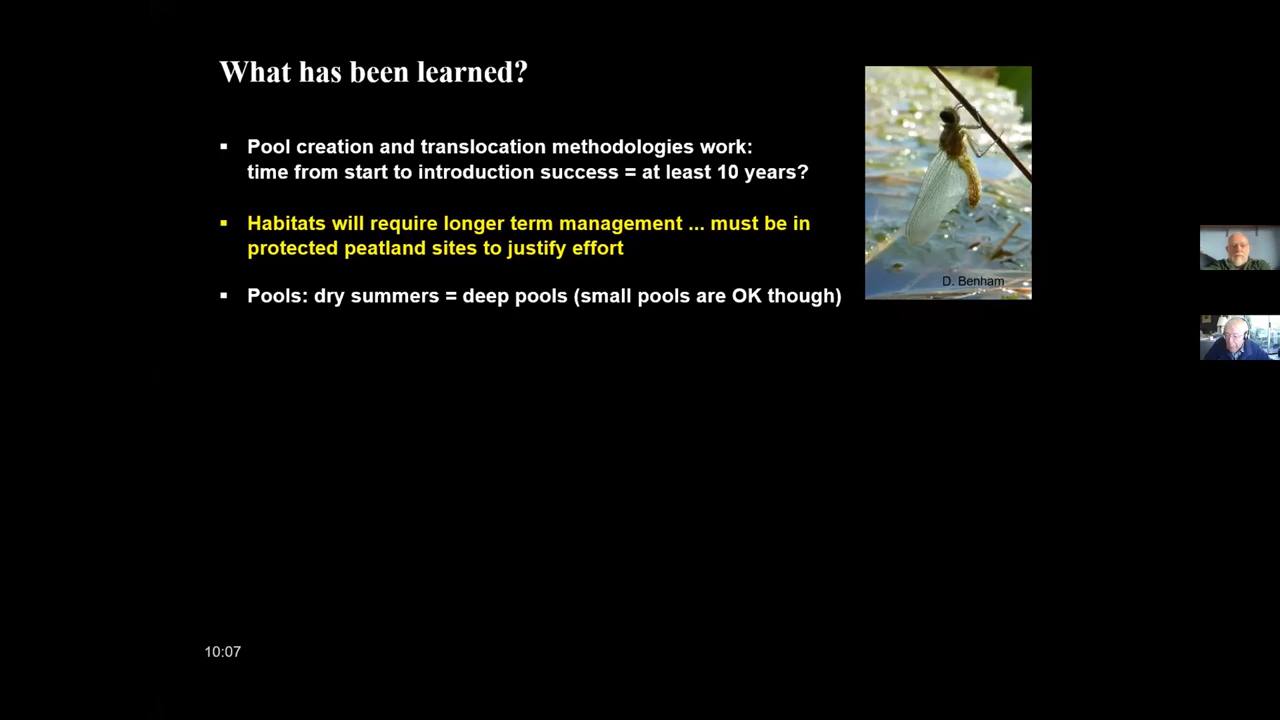 What has been learned?
▪ Pool creation and translocation methodologies work:
time from start to introduction success = at least 10 years?
▪ Habitats will require longer term management ... must be in
protected peatland sites to justify effort
▪ Pools: dry summers = deep pools (small pools are OK though)
D. Benham
10:07